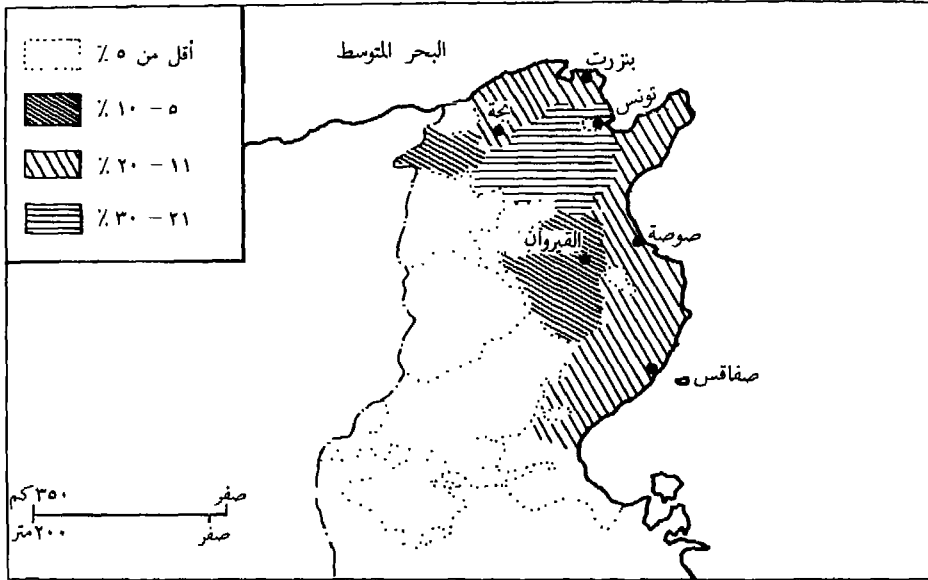 أقل من ٥ ٪
٥ – ١٠ ٪
١١ – ٢٠ ٪
٢١ – ٣٠ ٪
البحر المتوسط
بنزرت
تونس
صوصة
القيروان
صفاقس
٣٥٠ كم
صفر
٢٠٠ متر
صفر